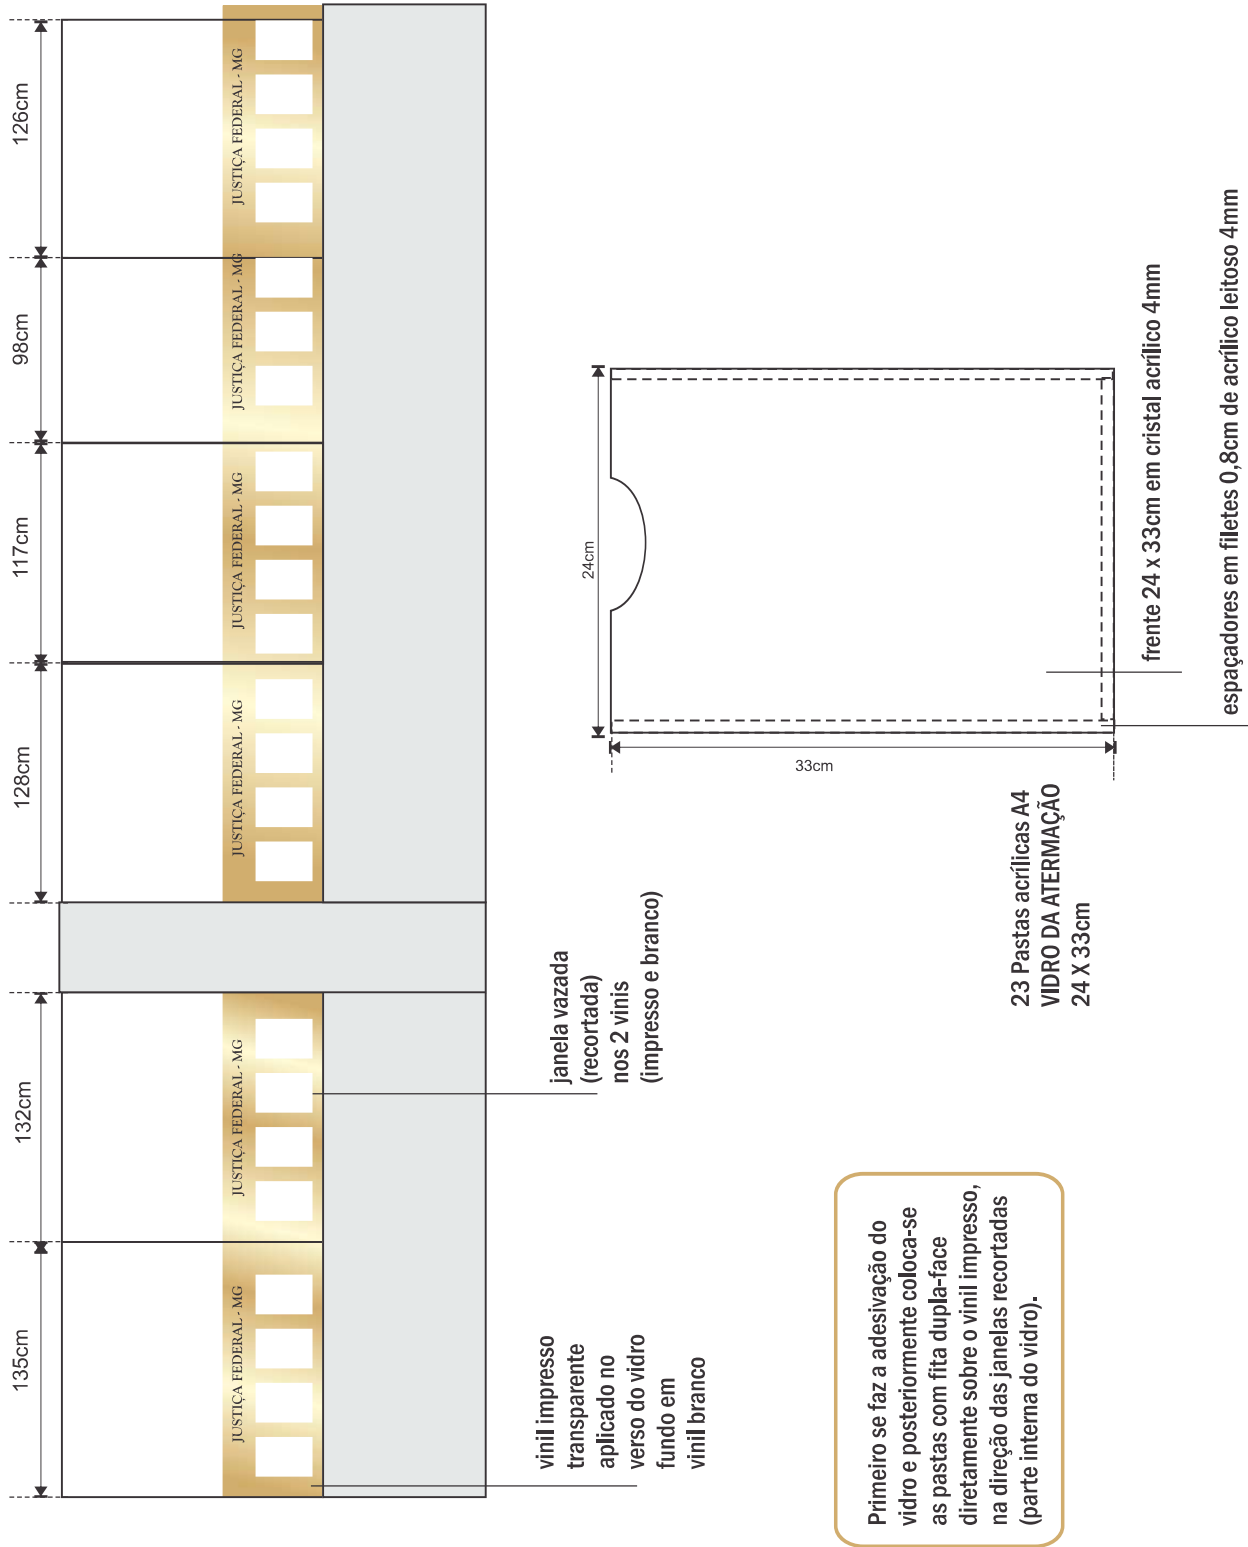 135cm
132cm
128cm
117cm
98cm
126cm
JUSTIÇA FEDERAL - MG
JUSTIÇA FEDERAL - MG
JUSTIÇA FEDERAL - MG
JUSTIÇA FEDERAL - MG
JUSTIÇA FEDERAL - MG
JUSTIÇA FEDERAL - MG
vinil impresso
transparente
aplicado no
verso do vidro
fundo em
vinil branco
janela vazada
(recortada)
nos 2 vinis
(impresso e branco)
24cm
33cm
23 Pastas acrílicas A4
VIDRO DA ATERMAÇÃO
24 X 33cm
frente 24 x 33cm em cristal acrílico 4mm
espaçadores em filetes 0,8cm de acrílico leitoso 4mm
Primeiro se faz a adesivação do
vidro e posteriormente coloca-se
as pastas com fita dupla-face
diretamente sobre o vinil impresso,
na direção das janelas recortadas
(parte interna do vidro).